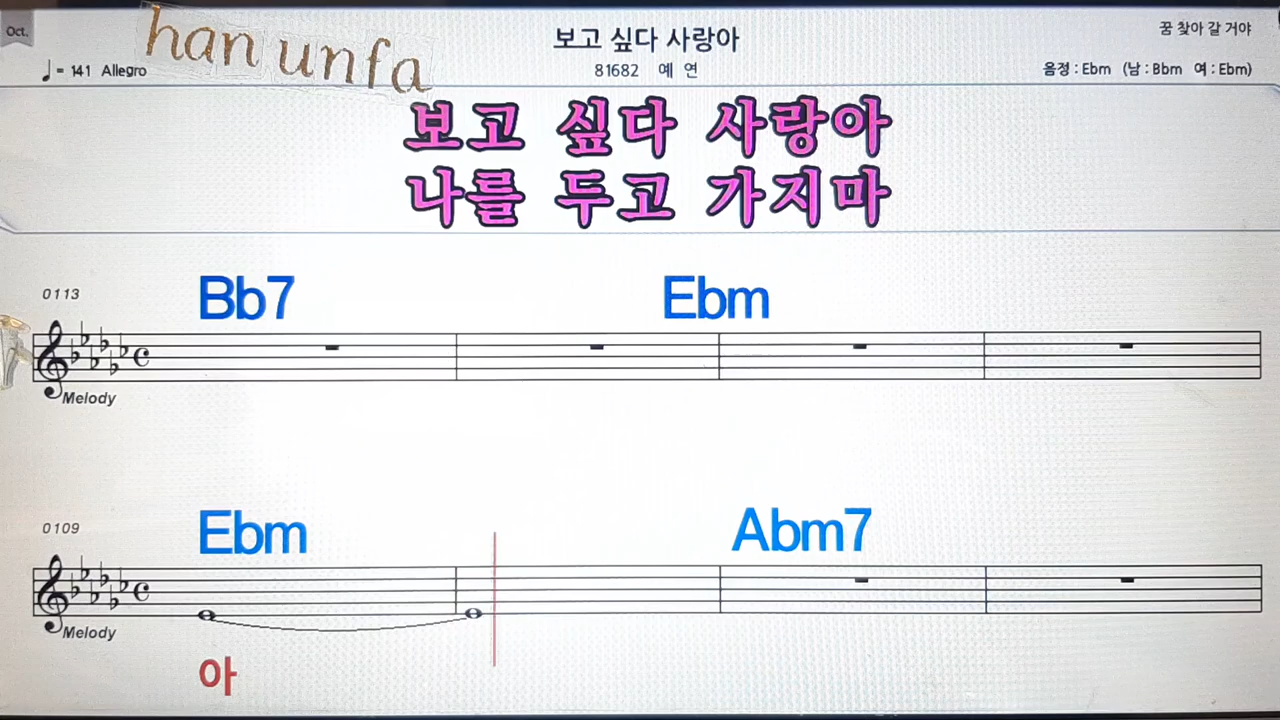 Oct.
han unfa
보고 싶다 사랑아
꿈 찾아 갈 거야
♩= 141 Allegro
81682 예 연
음정 : Ebm (남 : Bbm 여 : Ebm)
보고 싶다 사랑아
나를 두고 가지마
0113
Bb7 Ebm
Melody
0109
Ebm Abm7
Melody
아